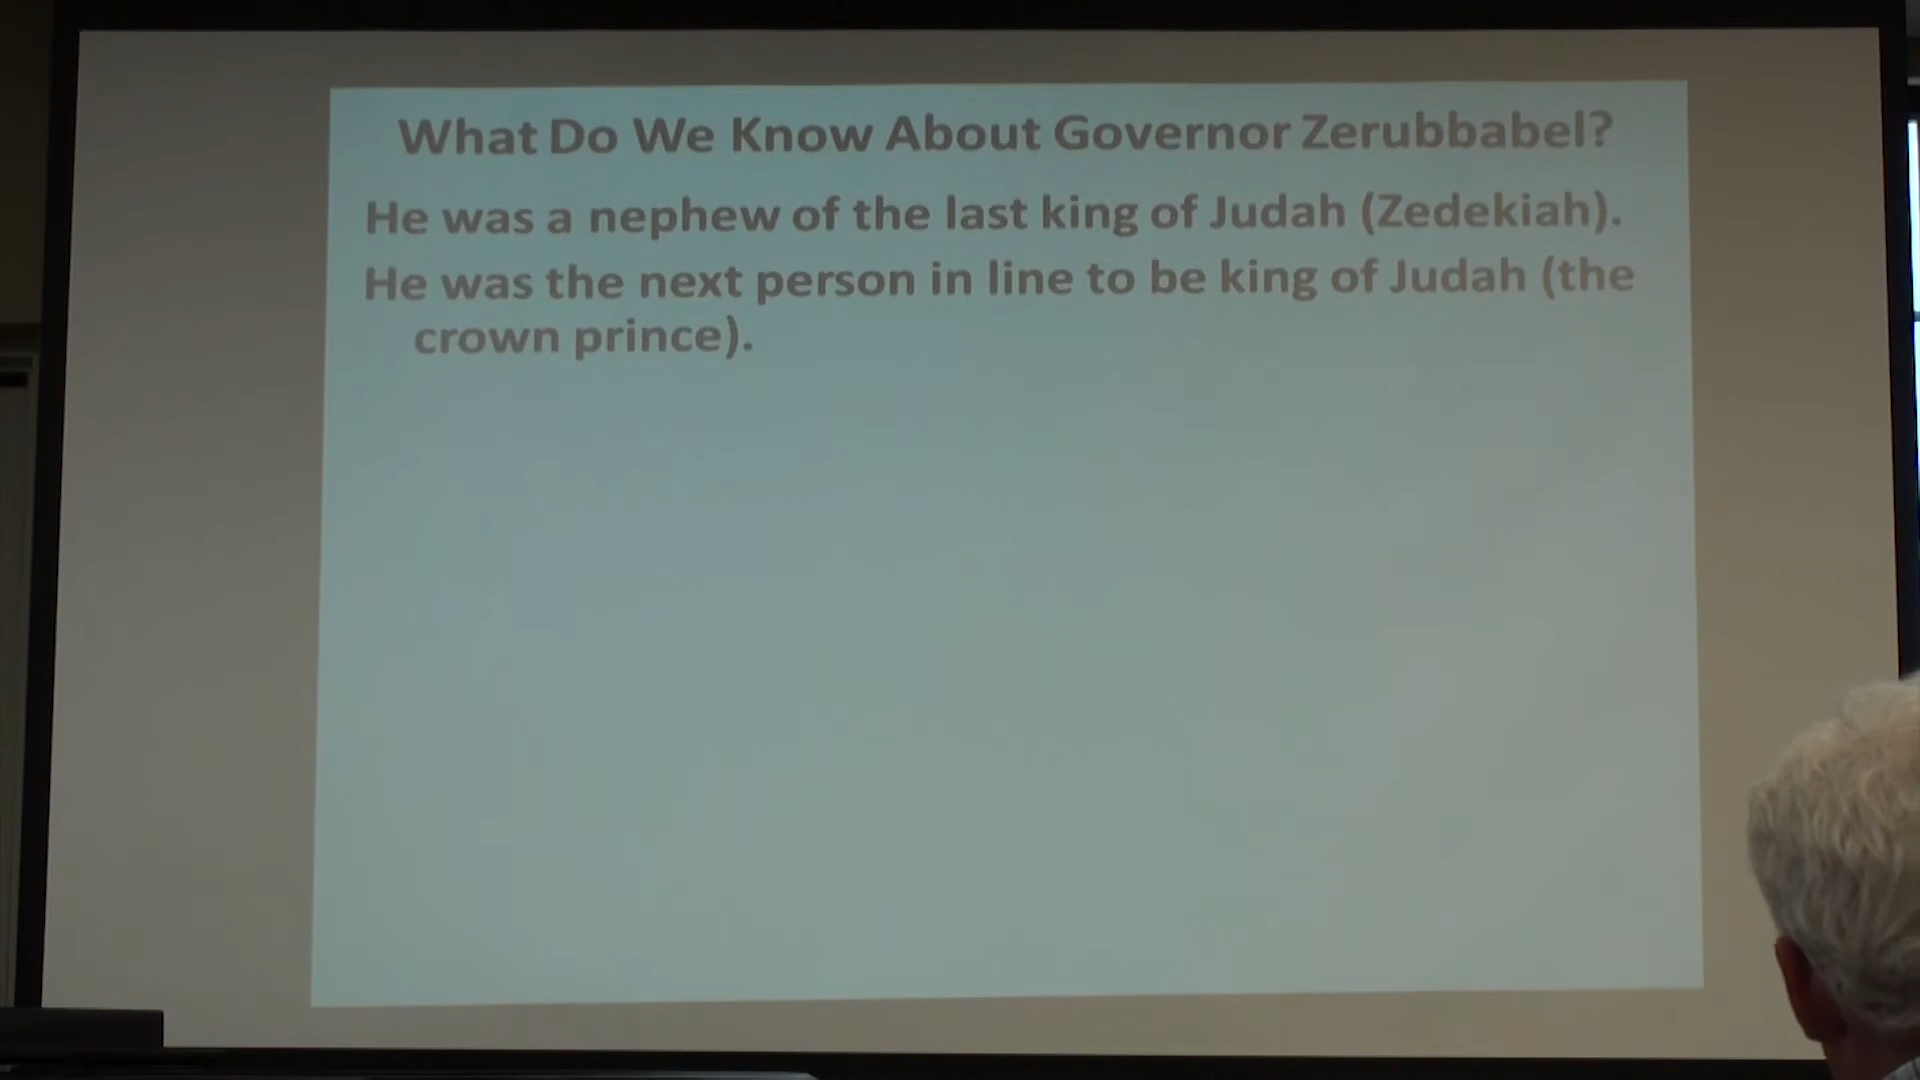 What Do We Know About Governor Zerubbabel?
He was a nephew of the last king of Judah (Zedekiah).
He was the next person in line to be king of Judah (the
crown prince).